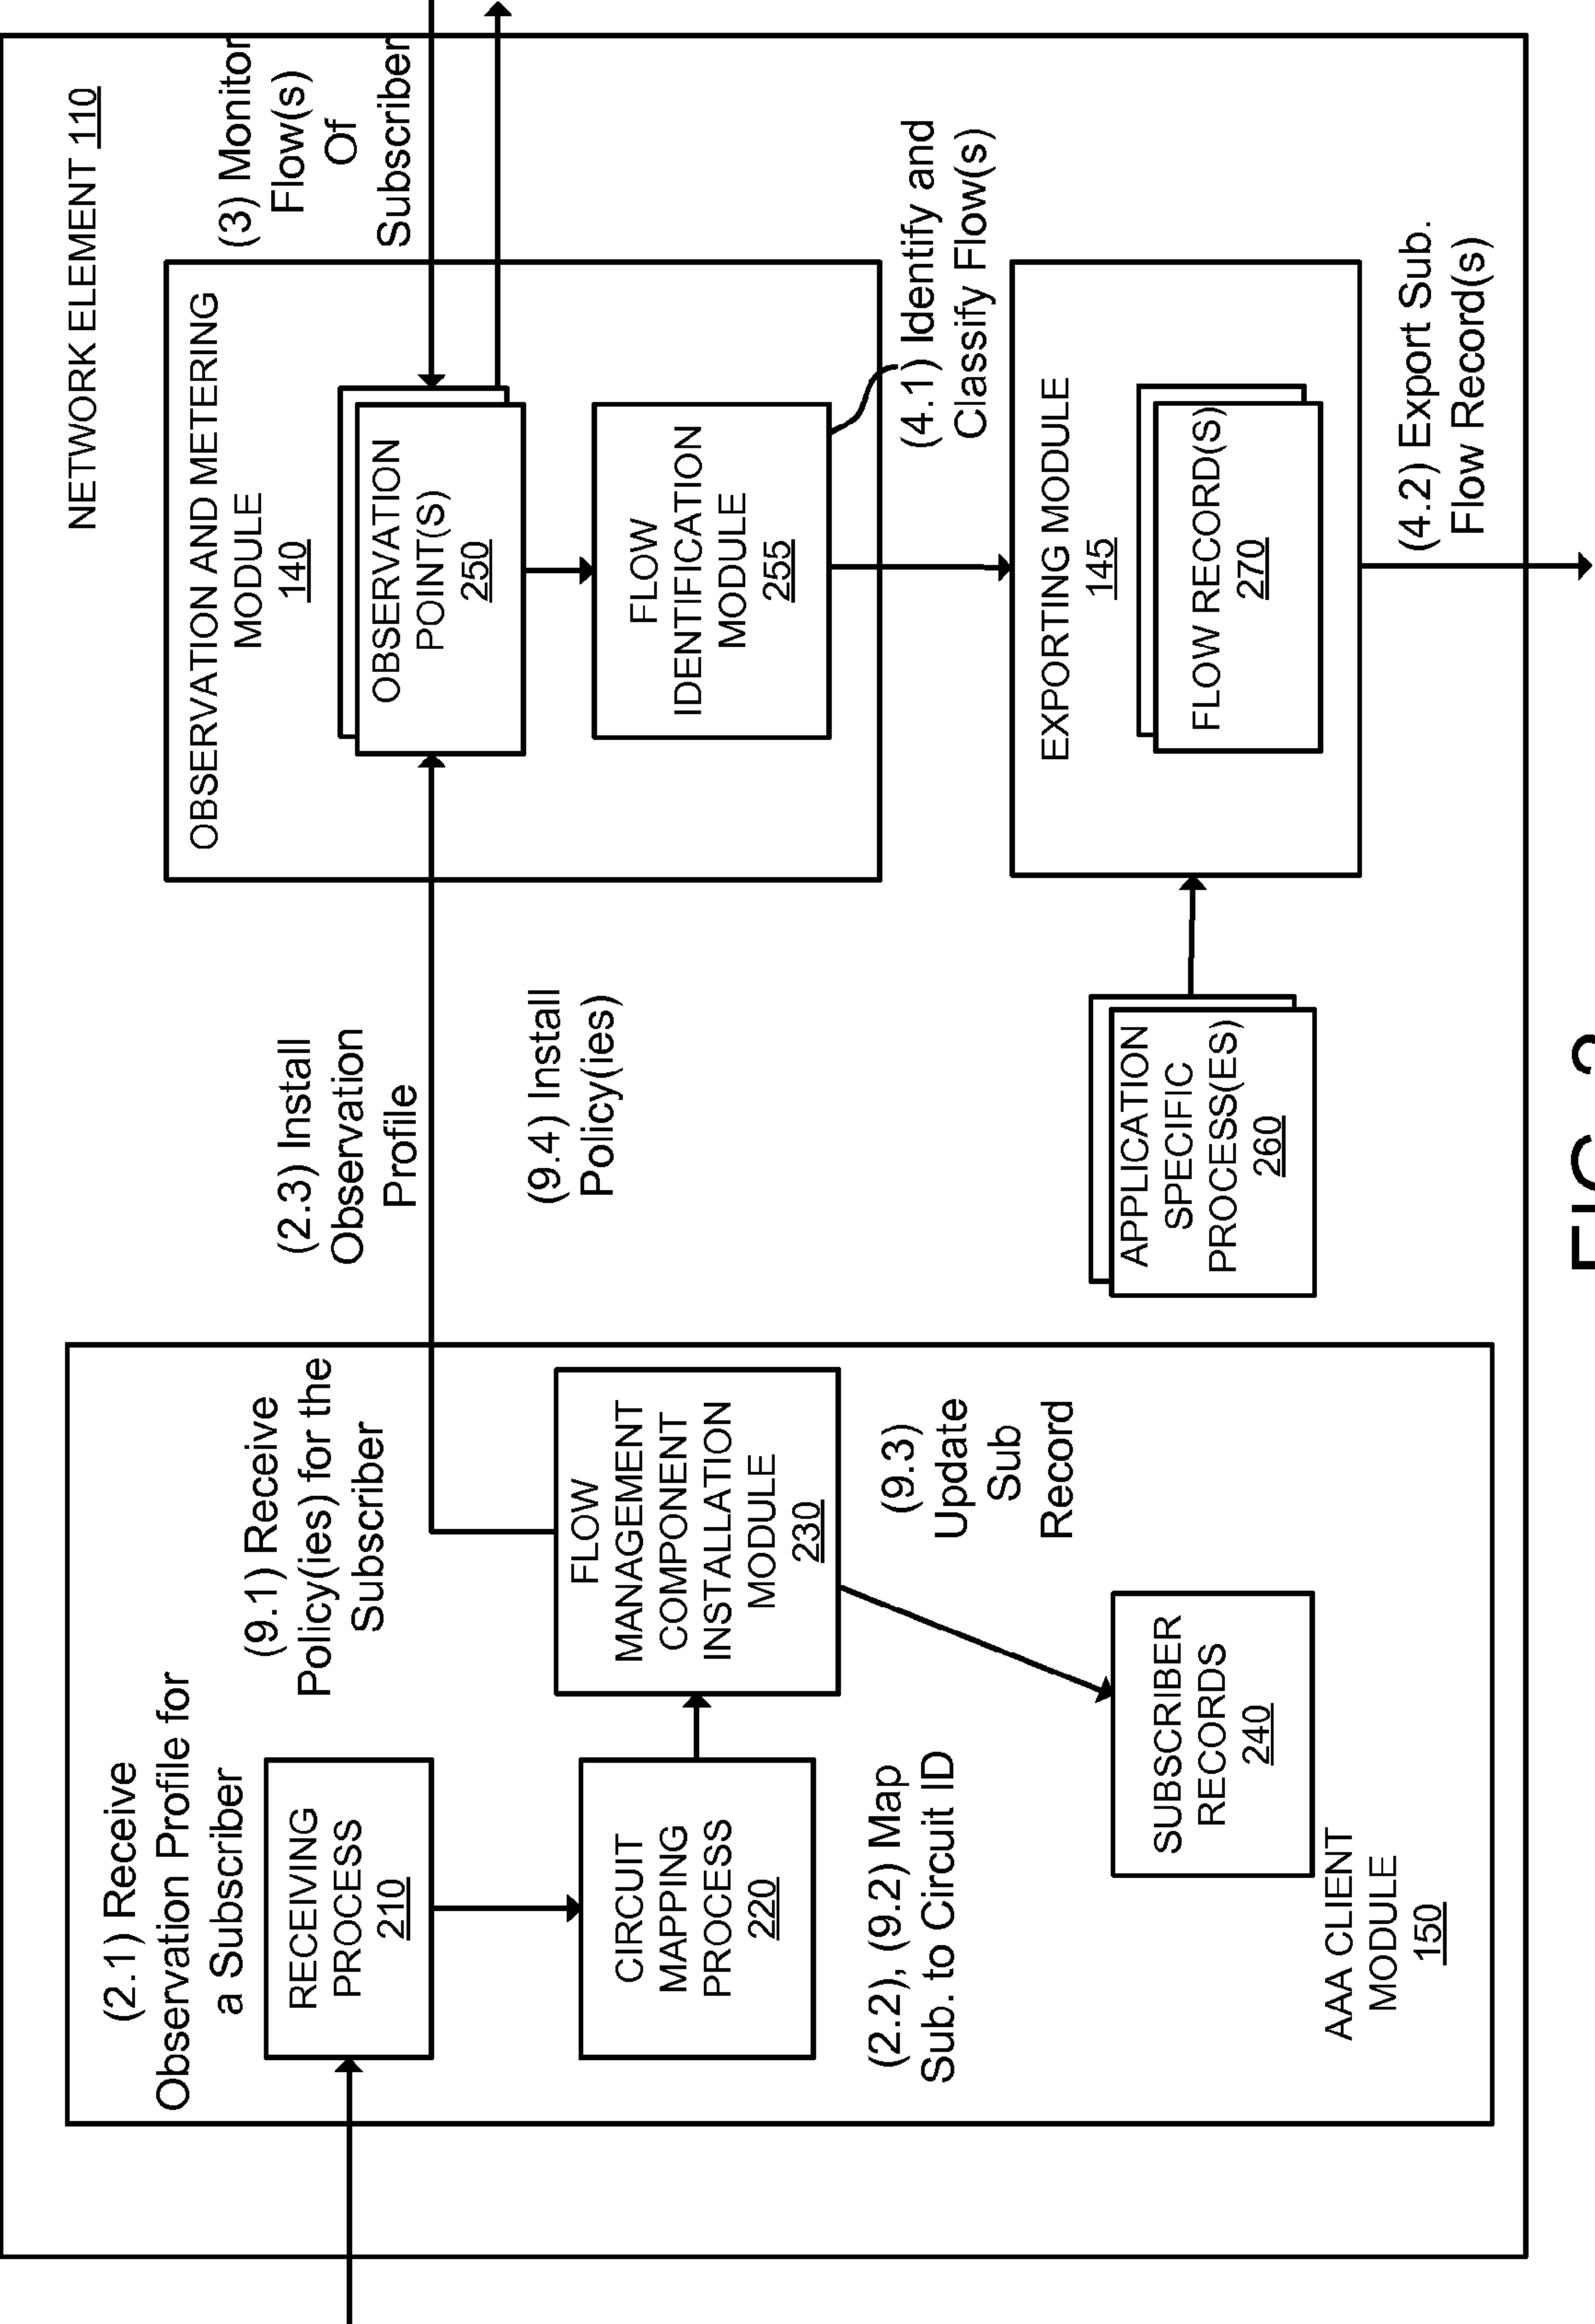 NETWORK ELEMENT 110
(2.1) Receive
Observation Profile for
a Subscriber
(9.1) Receive
Policy(ies) for the
Subscriber
RECEIVING
PROCESS
210
CIRCUIT
MAPPING
PROCESS
220
(2.2), (9.2) Map
Sub. to Circuit ID
FLOW
MANAGEMENT
COMPONENT
INSTALLATION
MODULE
230
(9.3)
Update
Sub
Record
SUBSCRIBER
RECORDS
240
AAA CLIENT
MODULE
150
(2.3) Install
Observation
Profile
(9.4) Install
Policy(ies)
OBSERVATION AND METERING
MODULE
140
OBSERVATION
POINT(S)
250
FLOW
IDENTIFICATION
MODULE
255
(3) Monitor
Flow(s)
Of
Subscriber
(4.1) Identify and
Classify Flow(s)
APPLICATION
SPECIFIC
PROCESS(ES)
260
EXPORTING MODULE
145
FLOW RECORD(S)
270
(4.2) Export Sub.
Flow Record(s)